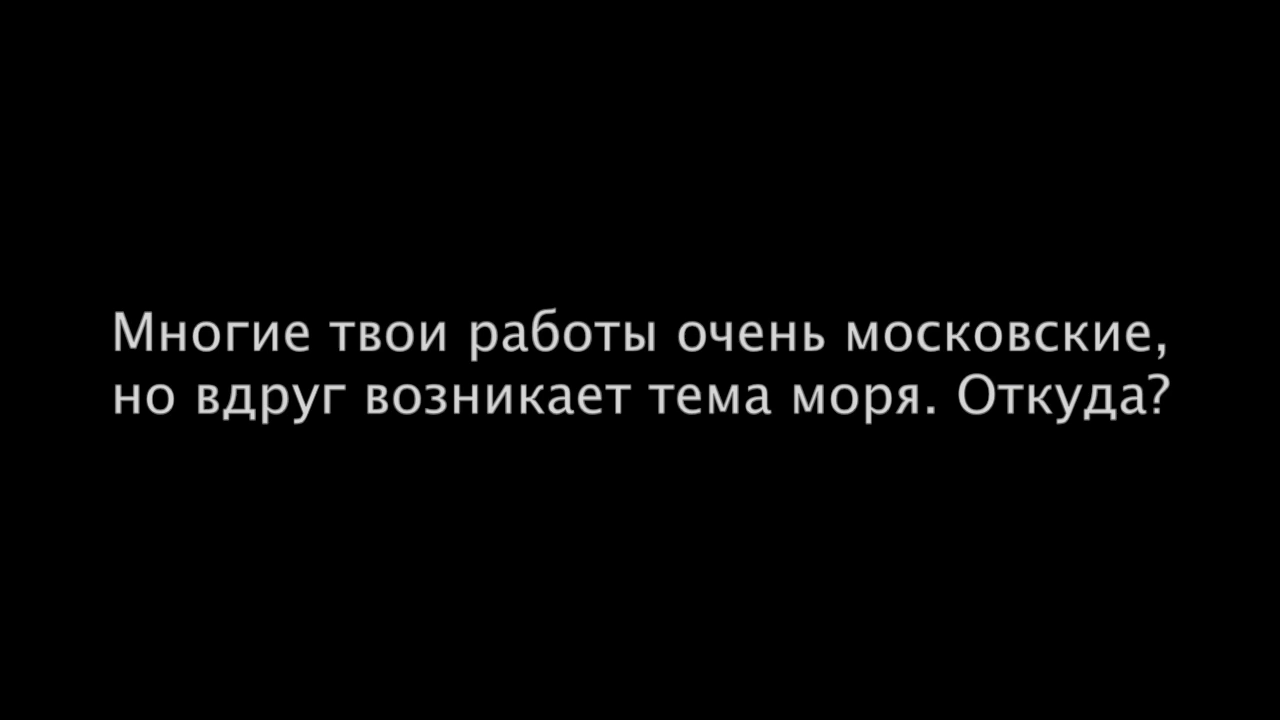 Многие твои работы очень московские,
но вдруг возникает тема моря. Откуда?